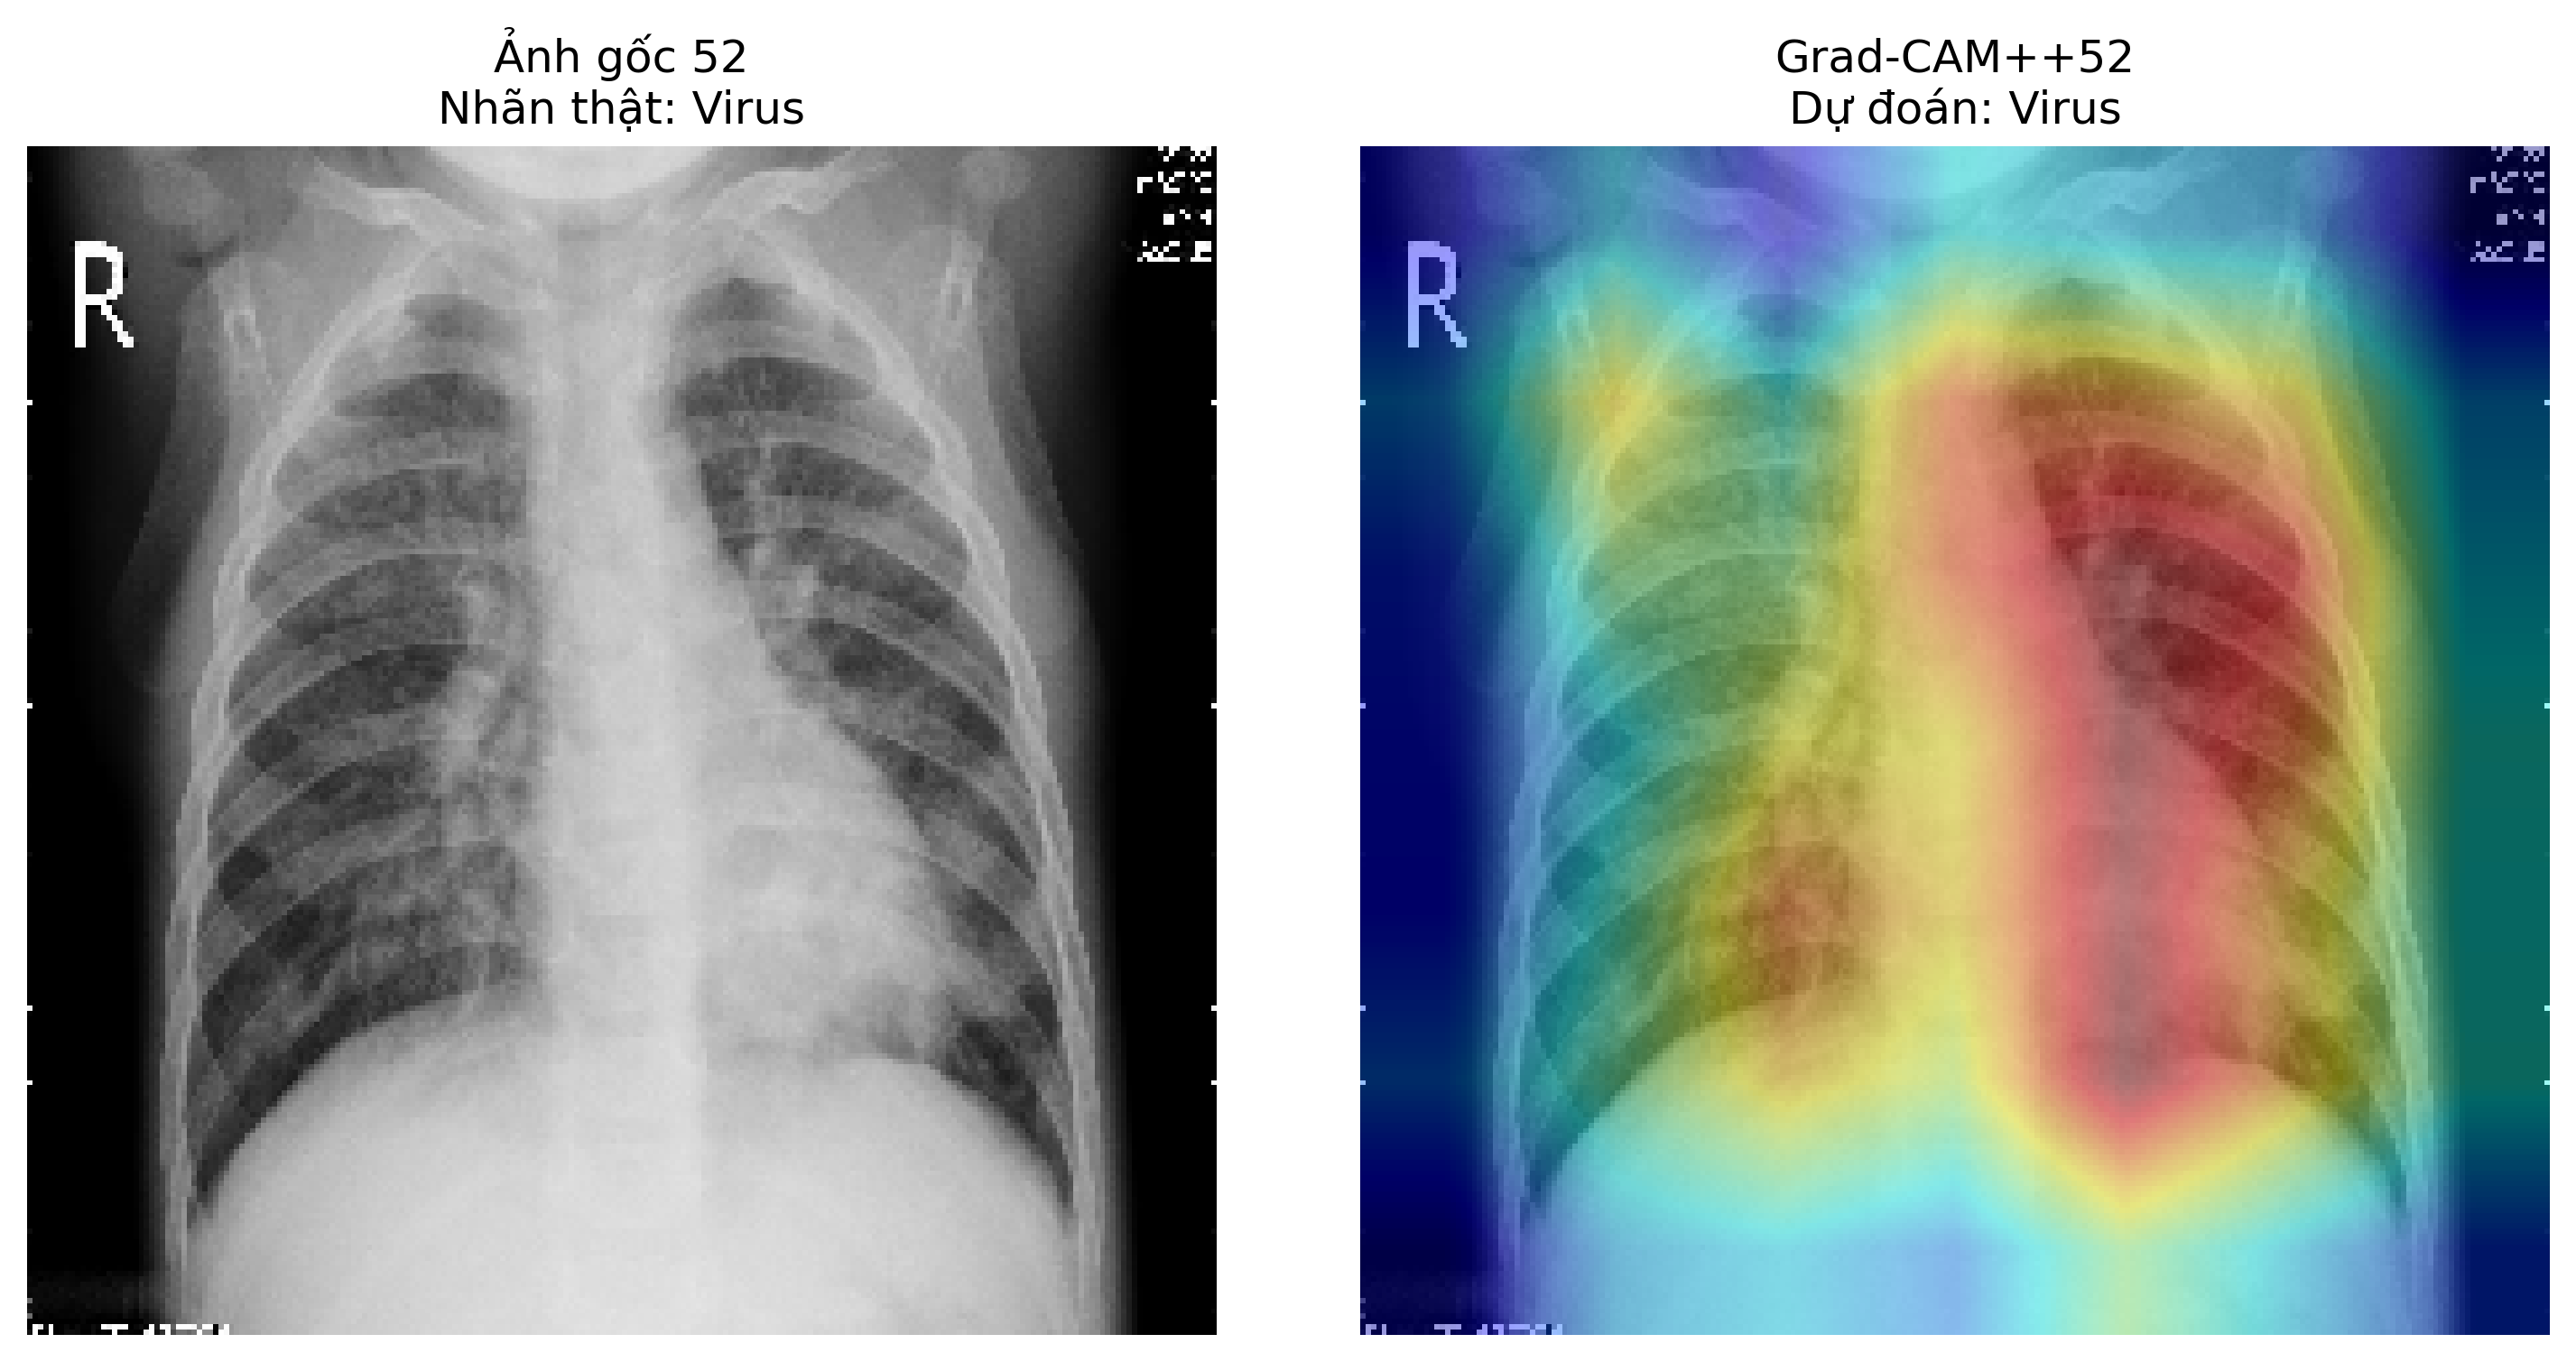 Ảnh gốc 52
Nhãn thật: Virus
Grad-CAM++52
Dự đoán: Virus
R
R